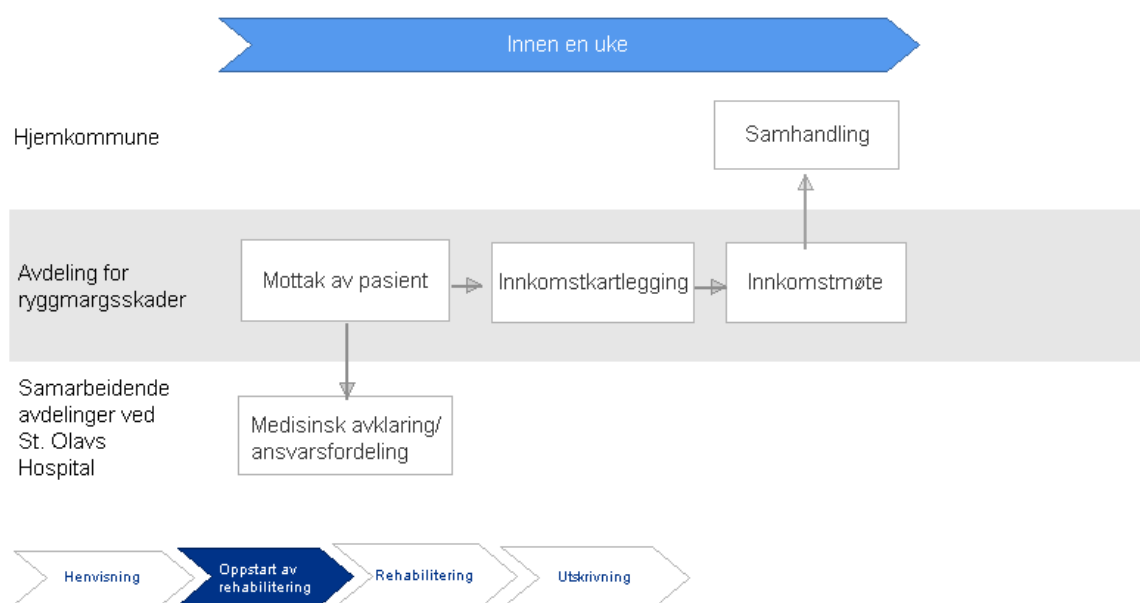 Innen en uke
Hjemkommune
Samhandling
Avdeling for
ryggmargsskader
Mottak av pasient
Innkomstkartlegging
Innkomstmøte
Samarbeidende
avdelinger ved
St. Olavs
Hospital
Medisinsk avklaring/
ansvarsfordeling
Henvisning
Oppstart av
rehabilitering
Rehabilitering
Utskrivning